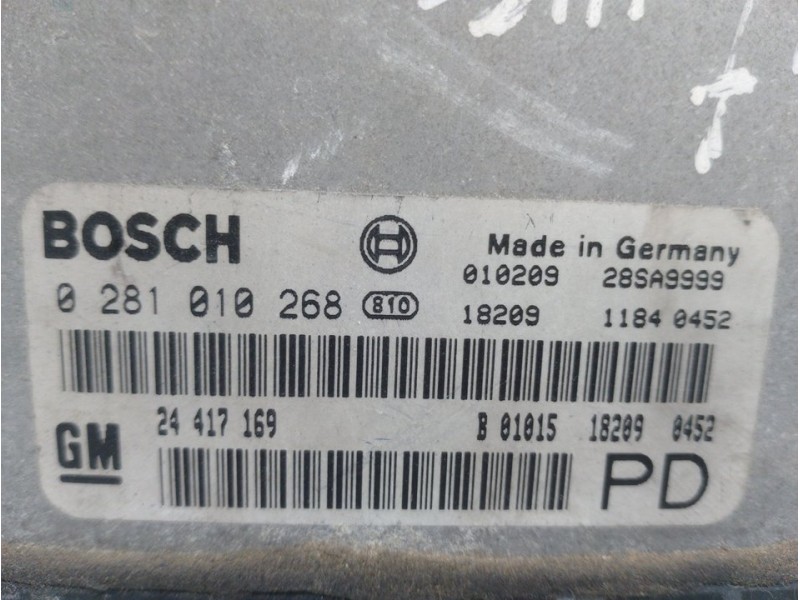 BOSCH
Made in Germany
010209 28SA9999
0 281 010 268 810
18209 1184 0452
24 417 169 B 01015 18209 0452
GM
PD